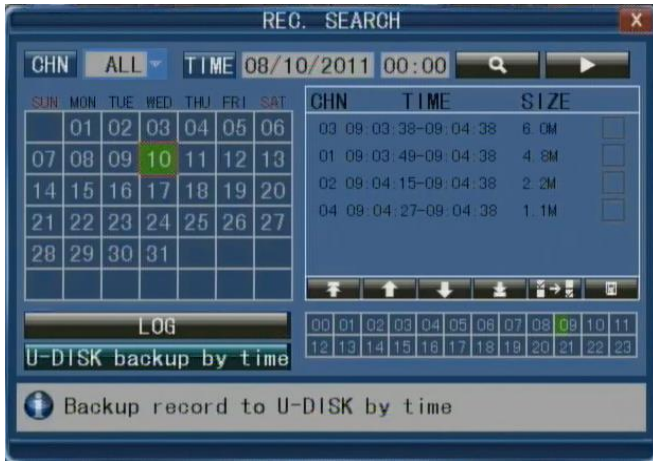 REC. SEARCH X
CHN ALL TIME 08/10/2011 00:00
SUN MON TUE WED THU FRI SAT
01 02 03 04 05 06
07 08 09 10 11 12 13
14 15 16 17 18 19 20
21 22 23 24 25 26 27
28 29 30 31
CHN TIME SIZE
03 09:03:38-09:04:38 6.0M
01 09:03:49-09:04:38 4.8M
02 09:04:15-09:04:38 2.2M
04 09:04:27-09:04:38 1.1M
LOG
U-DISK backup by time
00 01 02 03 04 05 06 07 08 09 10 11
12 13 14 15 16 17 18 19 20 21 22 23
Backup record to U-DISK by time